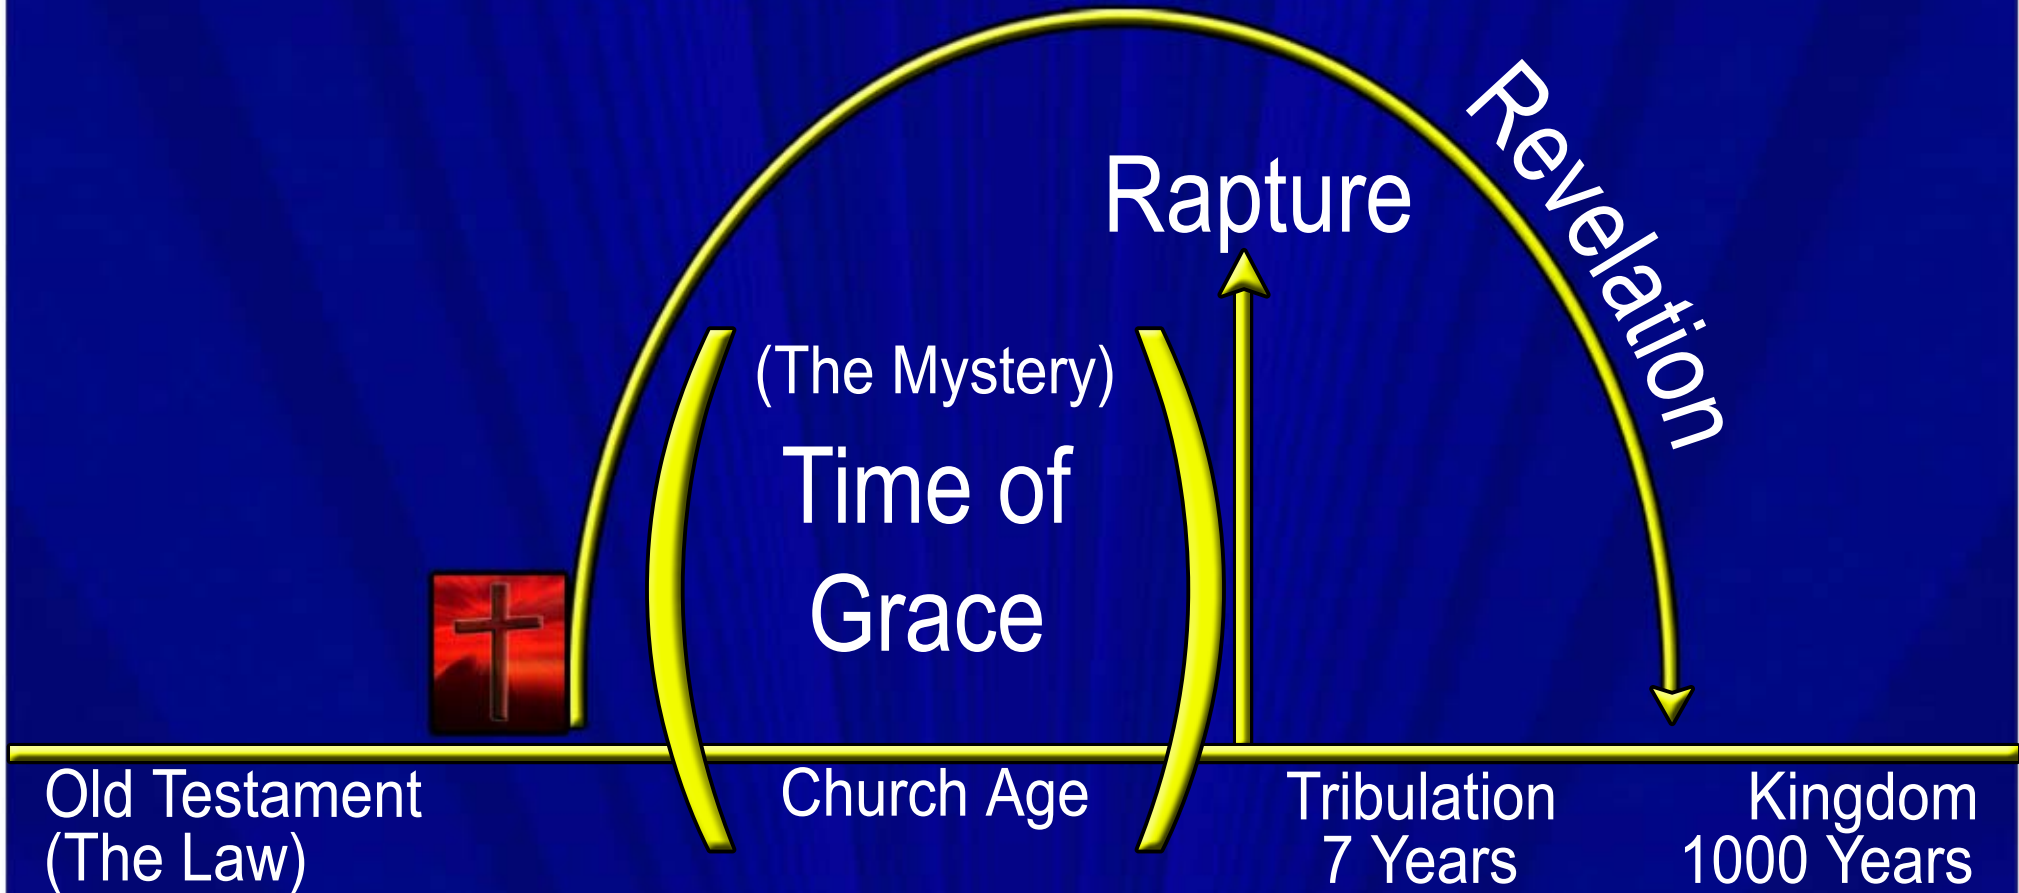 Revelation
Rapture
(The Mystery)
Time of
Grace
Old Testament
(The Law)
Church Age
Tribulation
7 Years
Kingdom
1000 Years